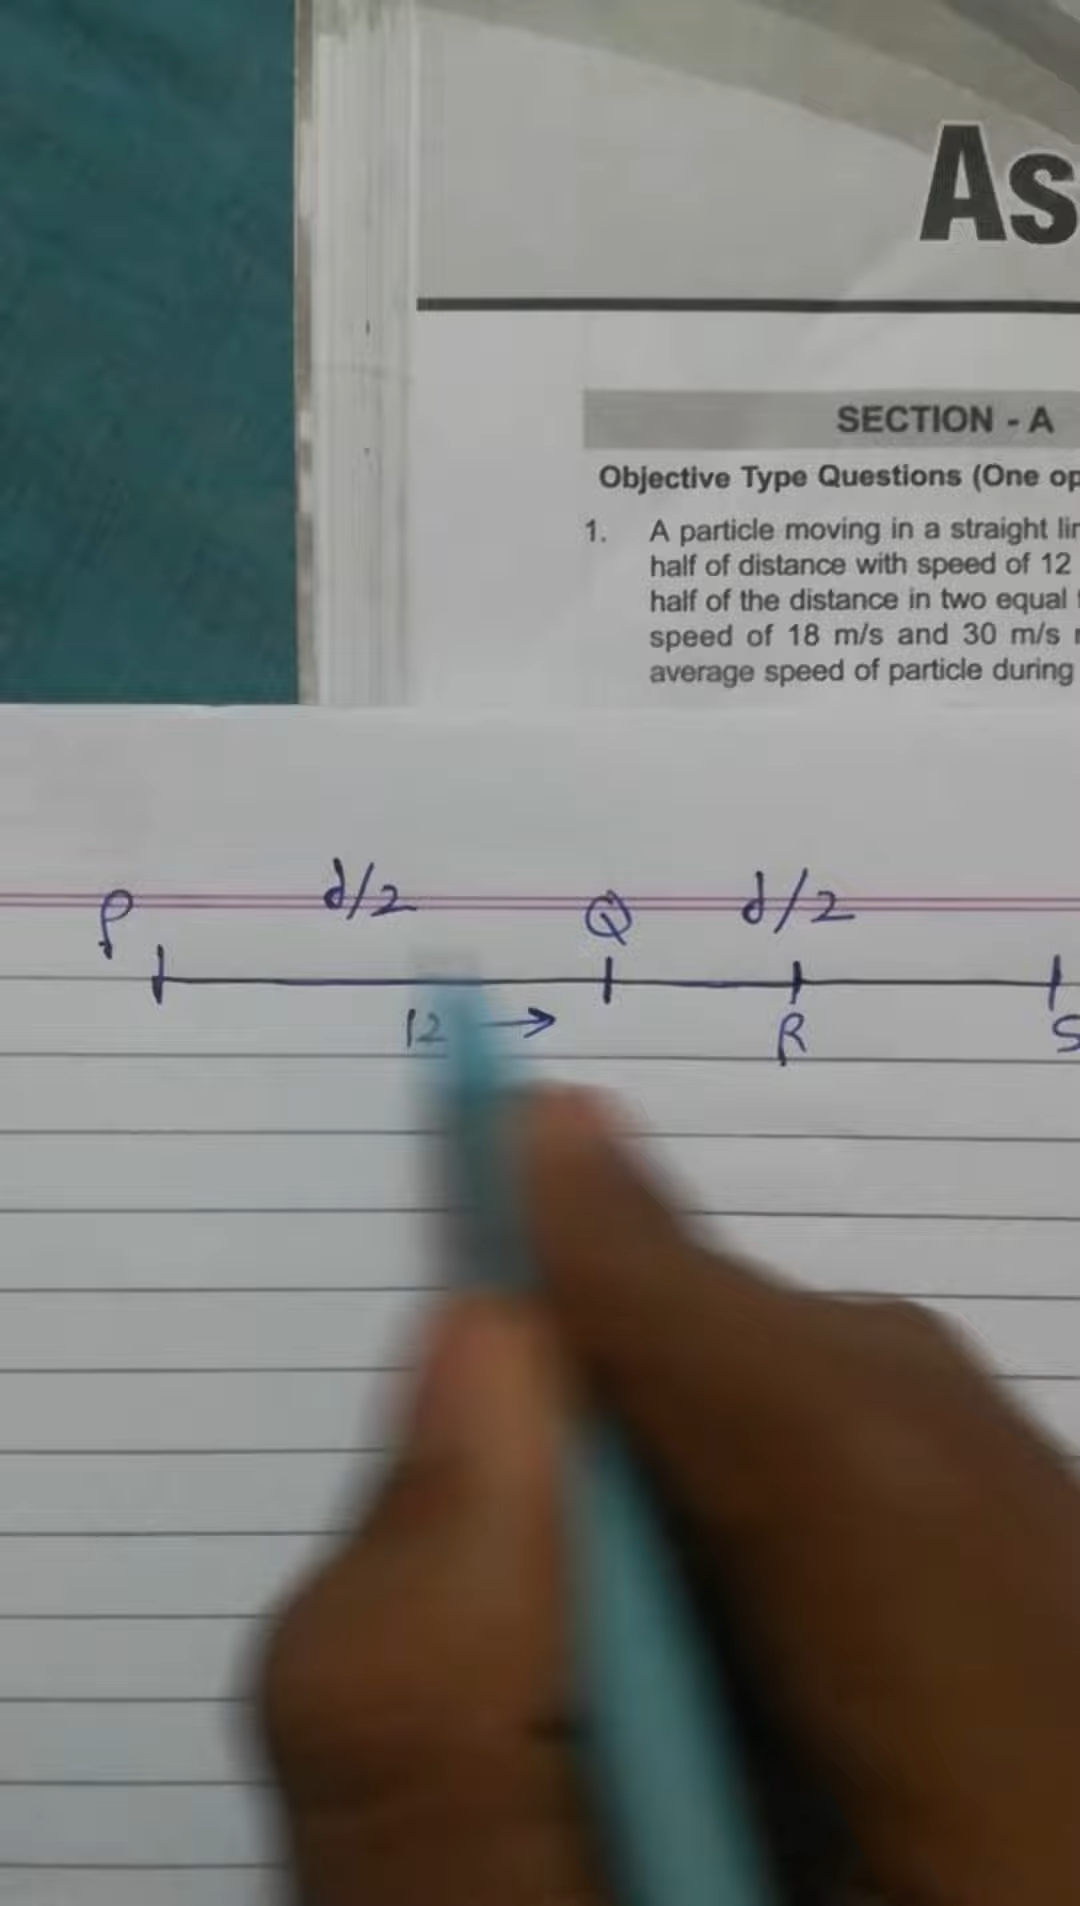 As
SECTION - A
Objective Type Questions (One op
1. A particle moving in a straight lin
half of distance with speed of 12
half of the distance in two equal
speed of 18 m/s and 30 m/s
average speed of particle during
d/2 d/2
P Q
12 → R S